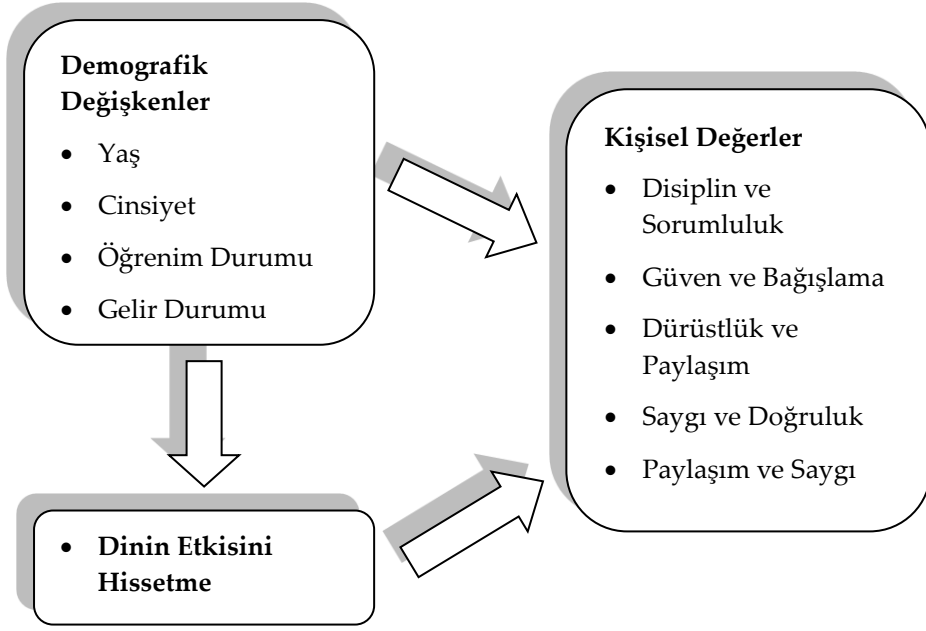 Demografik
Değişkenler
• Yaş
• Cinsiyet
• Öğrenim Durumu
• Gelir Durumu
• Dinin Etkisini
Hissetme
Kişisel Değerler
• Disiplin ve
Sorumluluk
• Güven ve Bağışlama
• Dürüstlük ve
Paylaşım
• Saygı ve Doğruluk
• Paylaşım ve Saygı